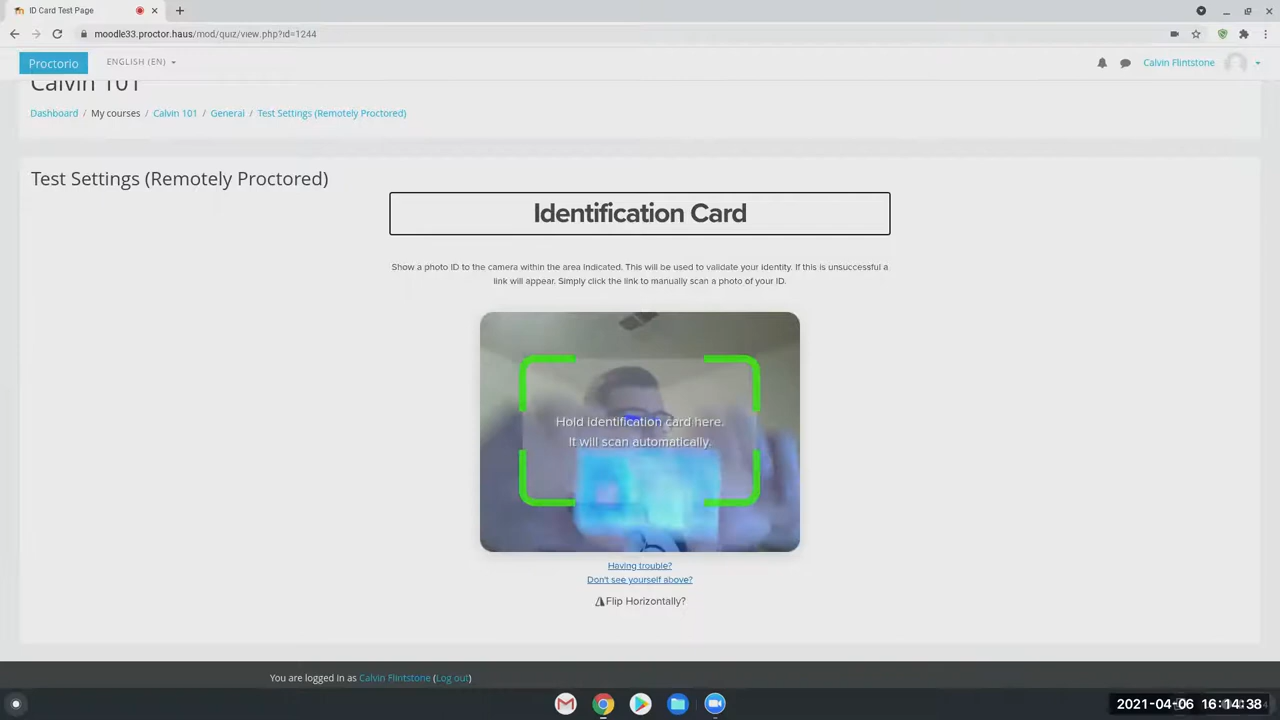 ID Card Test Page
moodle33.proctor.haus/mod/quiz/view.php?id=1244
Proctorio
ENGLISH (EN)
Calvin Flintstone
Calvin 101
Dashboard / My courses / Calvin 101 / General / Test Settings (Remotely Proctored)
Test Settings (Remotely Proctored)
Identification Card
Show a photo ID to the camera within the area indicated. This will be used to validate your identity. If this is unsuccessful a
link will appear. Simply click the link to manually scan a photo of your ID.
Hold identification card here.
It will scan automatically.
Having trouble?
Don't see yourself above?
Flip Horizontally?
You are logged in as Calvin Flintstone (Log out)
2021-04-06 16:14:38